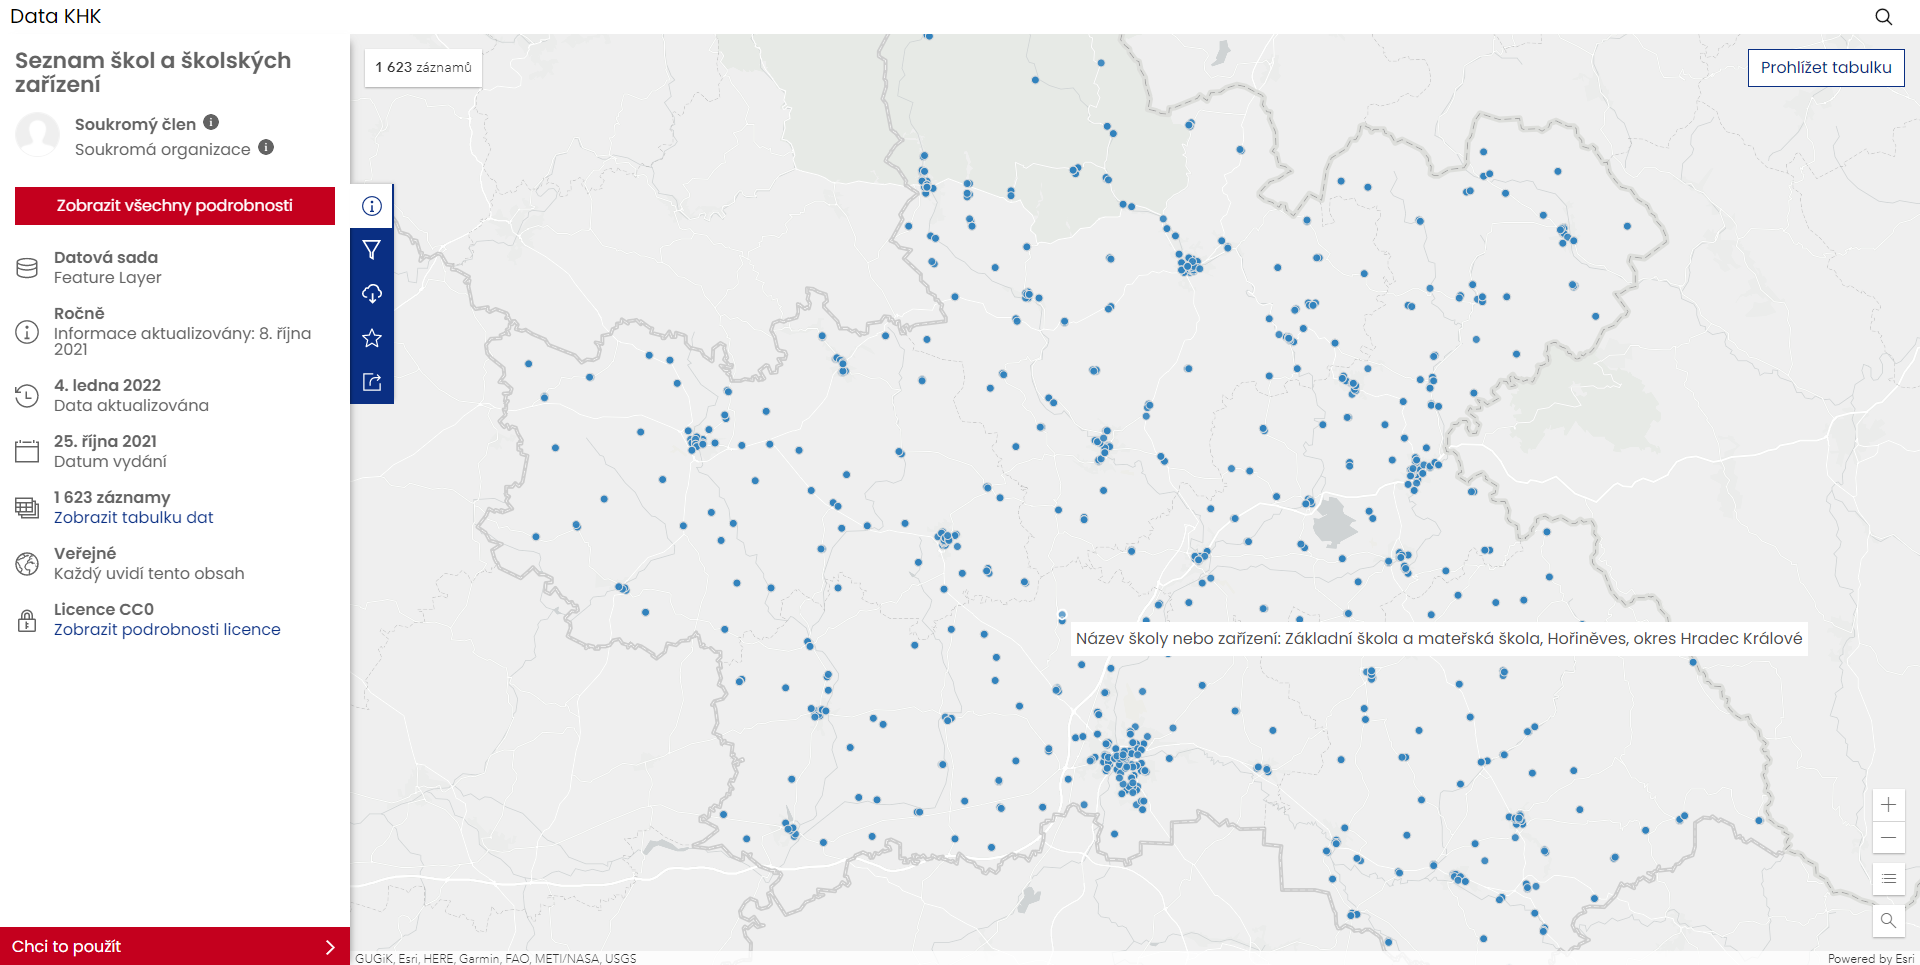 Data KHK
Seznam škol a školských
zařízení
Soukromý člen
Soukromá organizace
Zobrazit všechny podrobnosti
Datová sada
Feature Layer
Ročně
Informace aktualizovány: 8. října
2021
4. ledna 2022
Data aktualizována
25. října 2021
Datum vydání
1 623 záznamy
Zobrazit tabulku dat
Veřejné
Každý uvidí tento obsah
Licence CC0
Zobrazit podrobnosti licence
Chci to použít
1 623 záznamů
Prohlížet tabulku
Název školy nebo zařízení: Základní škola a mateřská škola, Hořiněves, okres Hradec Králové
GUGiK, Esri, HERE, Garmin, FAO, METI/NASA, USGS
Powered by Esri